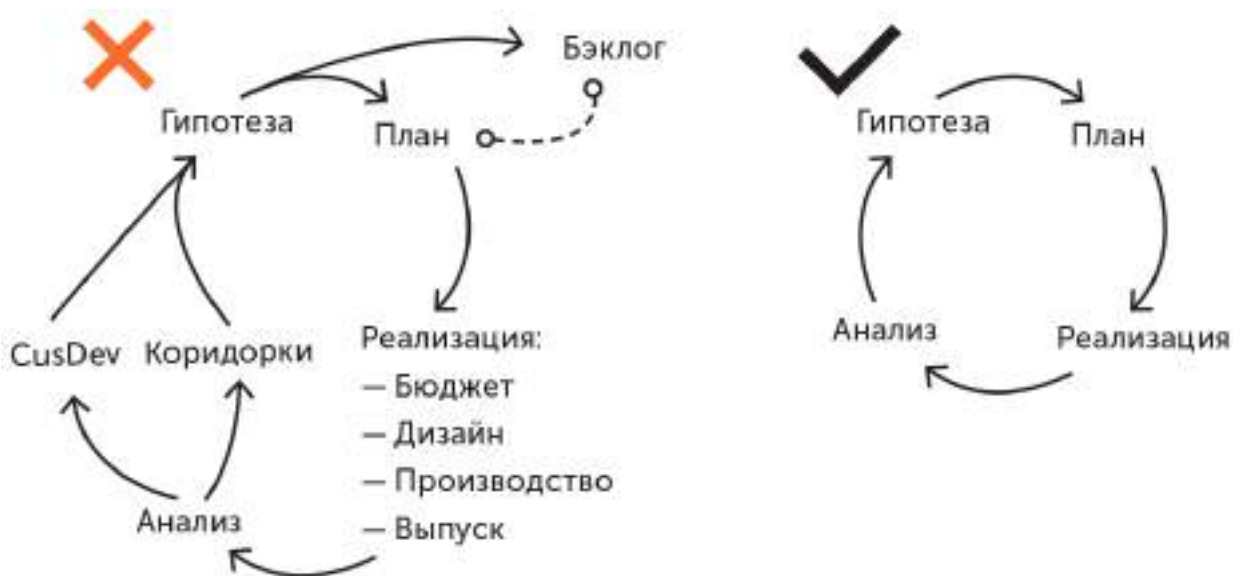 Гипотеза
План
Бэклог
CusDev
Коридорки
Реализация:
— Бюджет
— Дизайн
— Производство
— Выпуск
Анализ
Гипотеза
План
Анализ
Реализация